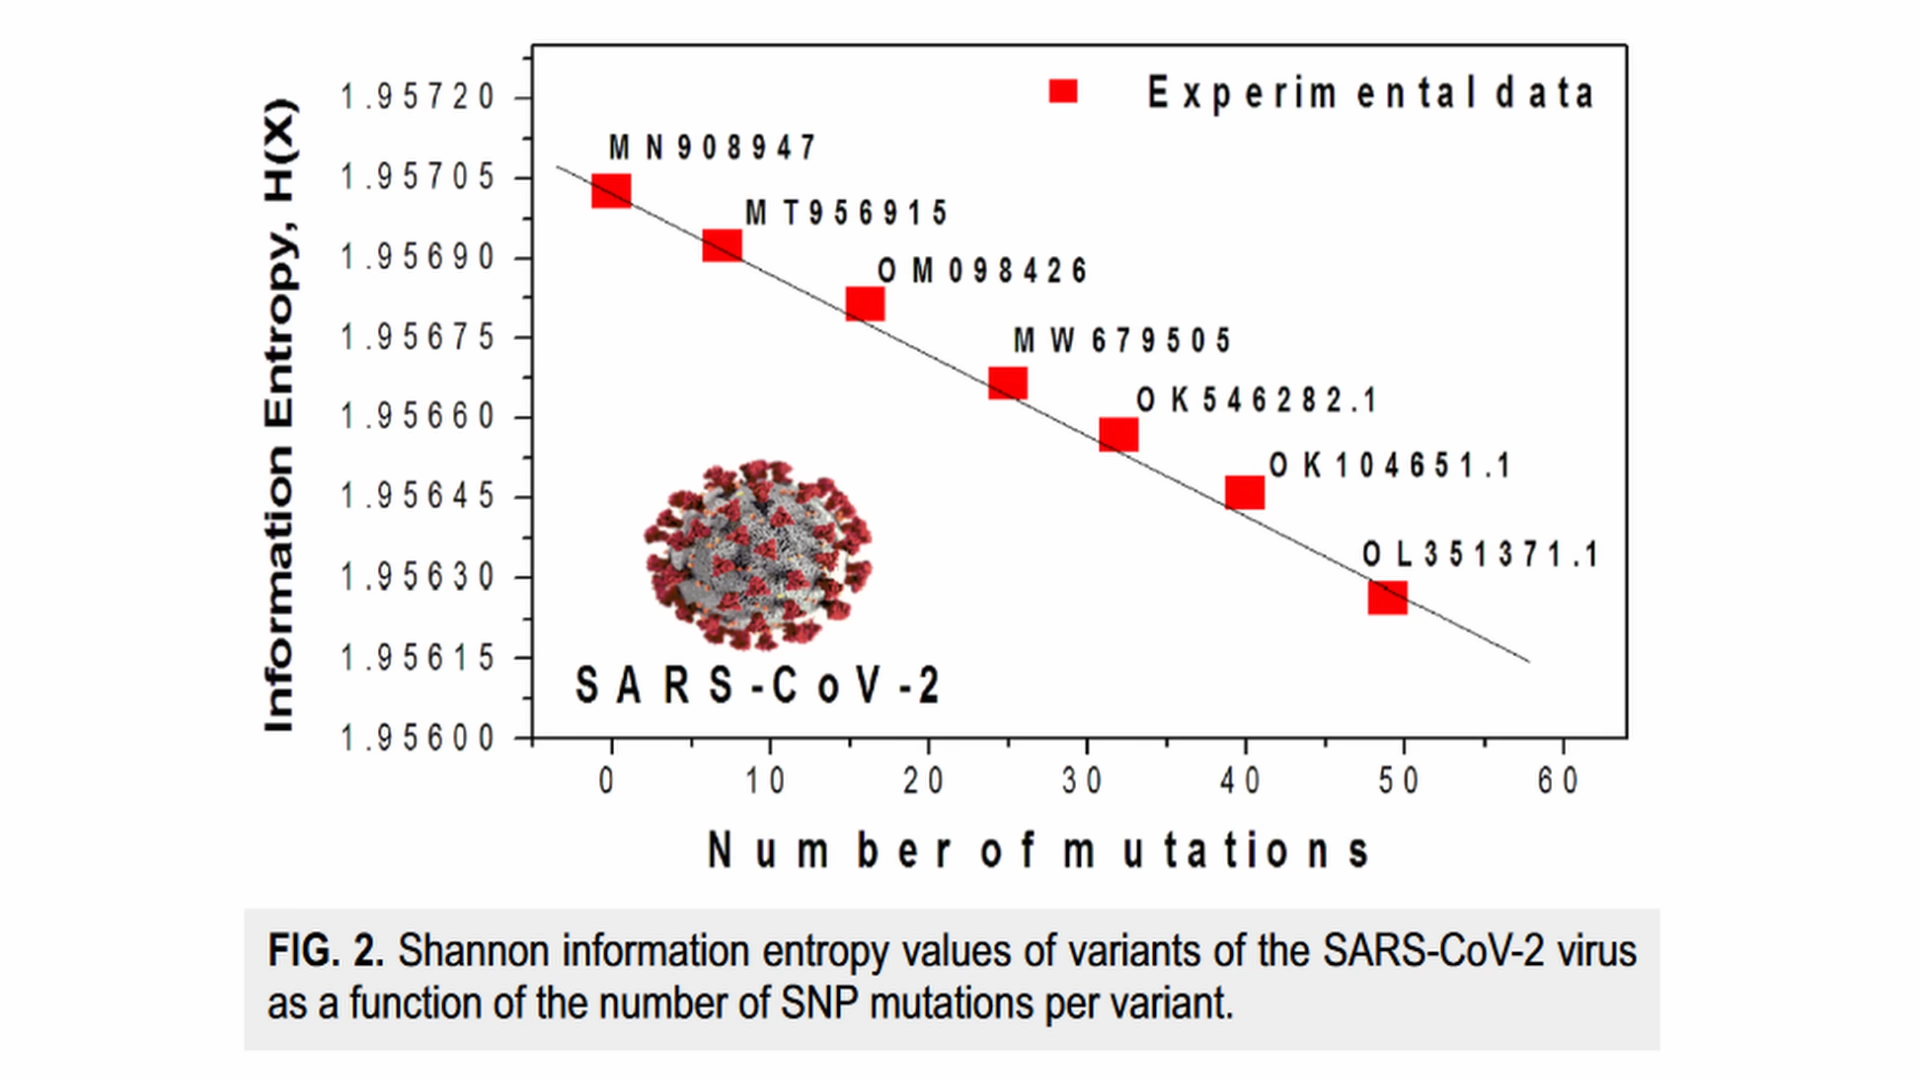 Experimental data
1.95720
MN908947
1.95705
MT956915
1.95690
OM098426
1.95675
MW679505
1.95660
OK546282.1
1.95645
OK104651.1
1.95630
OL351371.1
1.95615
SARS-CoV-2
1.95600
Information Entropy, H(X)
0 10 20 30 40 50 60
Number of mutations
FIG. 2. Shannon information entropy values of variants of the SARS-CoV-2 virus
as a function of the number of SNP mutations per variant.